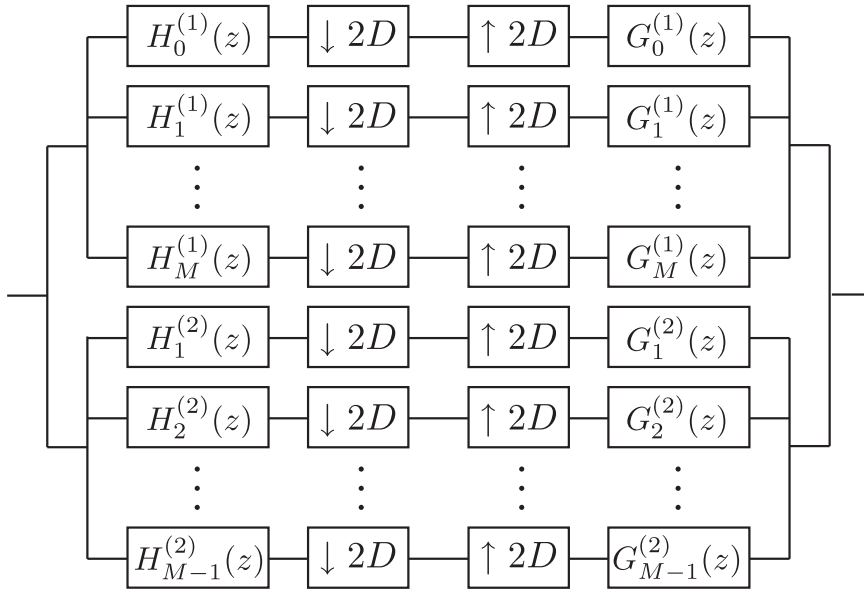 H_0^{(1)}(z) ↓ 2D ↑ 2D G_0^{(1)}(z)
H_1^{(1)}(z) ↓ 2D ↑ 2D G_1^{(1)}(z)
⋮ ⋮ ⋮ ⋮
H_M^{(1)}(z) ↓ 2D ↑ 2D G_M^{(1)}(z)
H_1^{(2)}(z) ↓ 2D ↑ 2D G_1^{(2)}(z)
H_2^{(2)}(z) ↓ 2D ↑ 2D G_2^{(2)}(z)
⋮ ⋮ ⋮ ⋮
H_{M-1}^{(2)}(z) ↓ 2D ↑ 2D G_{M-1}^{(2)}(z)